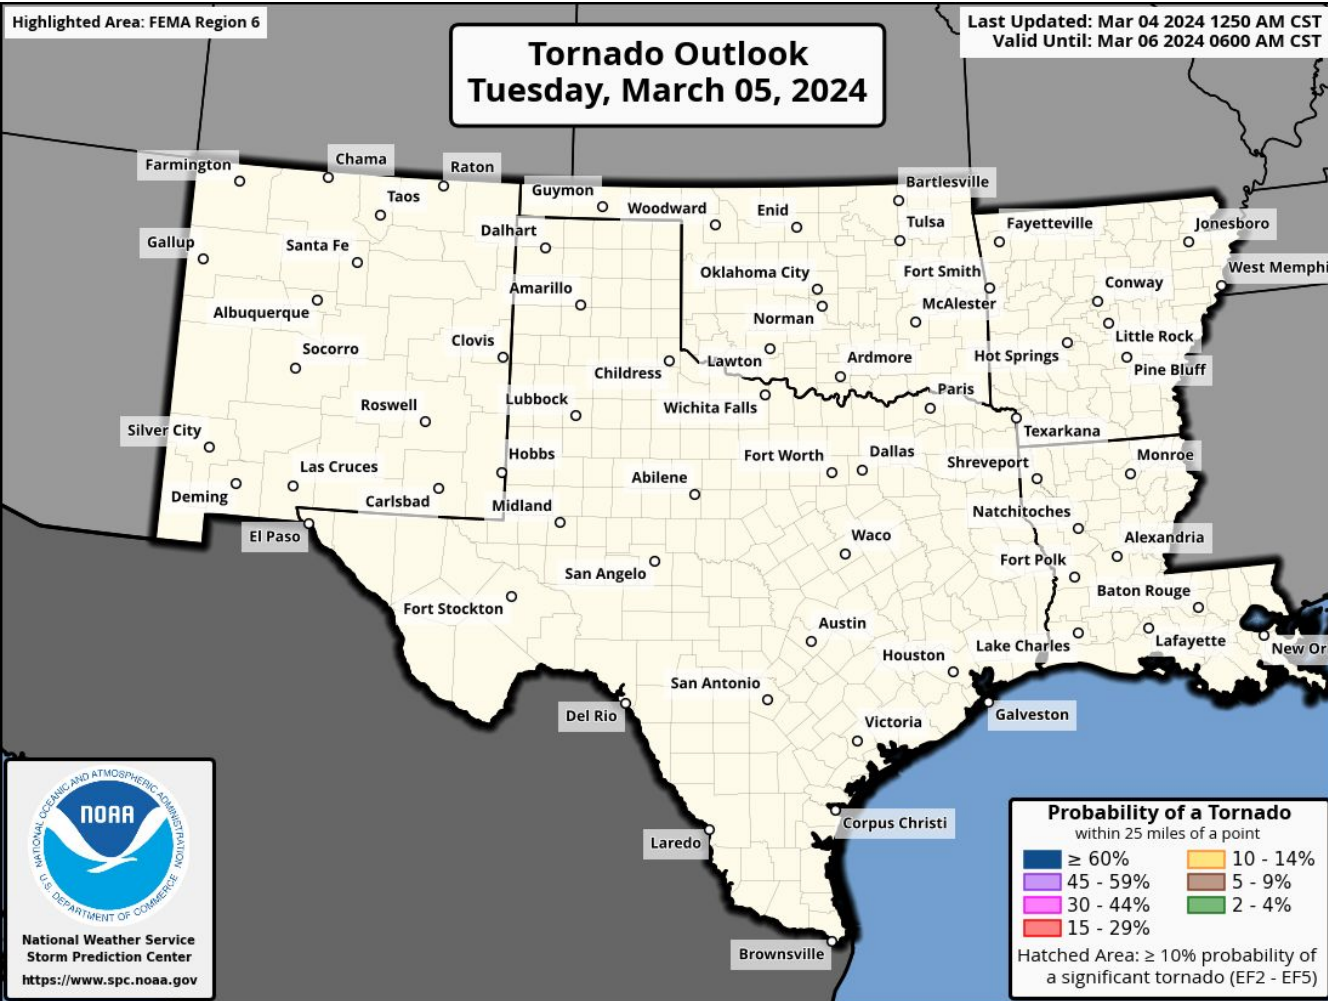 Highlighted Area: FEMA Region 6
Last Updated: Mar 04 2024 1250 AM CST
Valid Until: Mar 06 2024 0600 AM CST
Tornado Outlook
Tuesday, March 05, 2024
Farmington
Chama
Raton
Taos
Guymon
Woodward
Enid
Bartlesville
Tulsa
Fayetteville
Jonesboro
Gallup
Santa Fe
Dalhart
Oklahoma City
Fort Smith
West Memphi
Amarillo
McAlester
Conway
Albuquerque
Norman
Little Rock
Socorro
Clovis
Childress
Lawton
Ardmore
Hot Springs
Pine Bluff
Roswell
Lubbock
Wichita Falls
Paris
Texarkana
Silver City
Las Cruces
Hobbs
Abilene
Fort Worth
Dallas
Shreveport
Monroe
Deming
Carlsbad
Midland
Natchitoches
El Paso
Waco
Alexandria
San Angelo
Fort Polk
Fort Stockton
Baton Rouge
Austin
Lake Charles
Lafayette
New Or
Houston
San Antonio
Del Rio
Victoria
Galveston
Corpus Christi
Laredo
Brownsville
NATIONAL OCEANIC AND ATMOSPHERIC ADMINISTRATION
NOAA
U.S. DEPARTMENT OF COMMERCE
National Weather Service
Storm Prediction Center
https://www.spc.noaa.gov
Probability of a Tornado
within 25 miles of a point
≥ 60%
10 - 14%
45 - 59%
5 - 9%
30 - 44%
2 - 4%
15 - 29%
Hatched Area: ≥ 10% probability of
a significant tornado (EF2 - EF5)